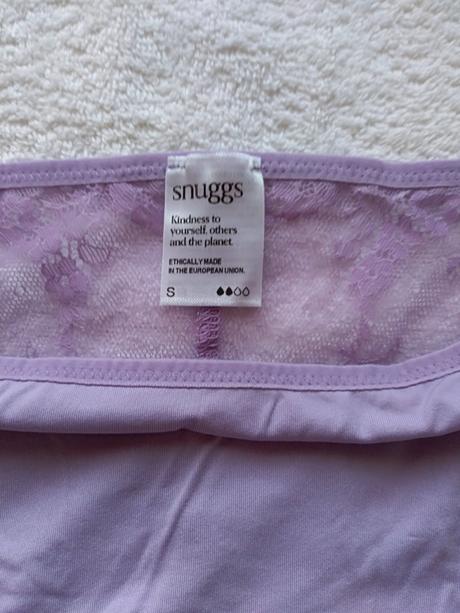 snuggs
Kindness to
yourself, others
and the planet.
ETHICALLY MADE
IN THE EUROPEAN UNION.
S